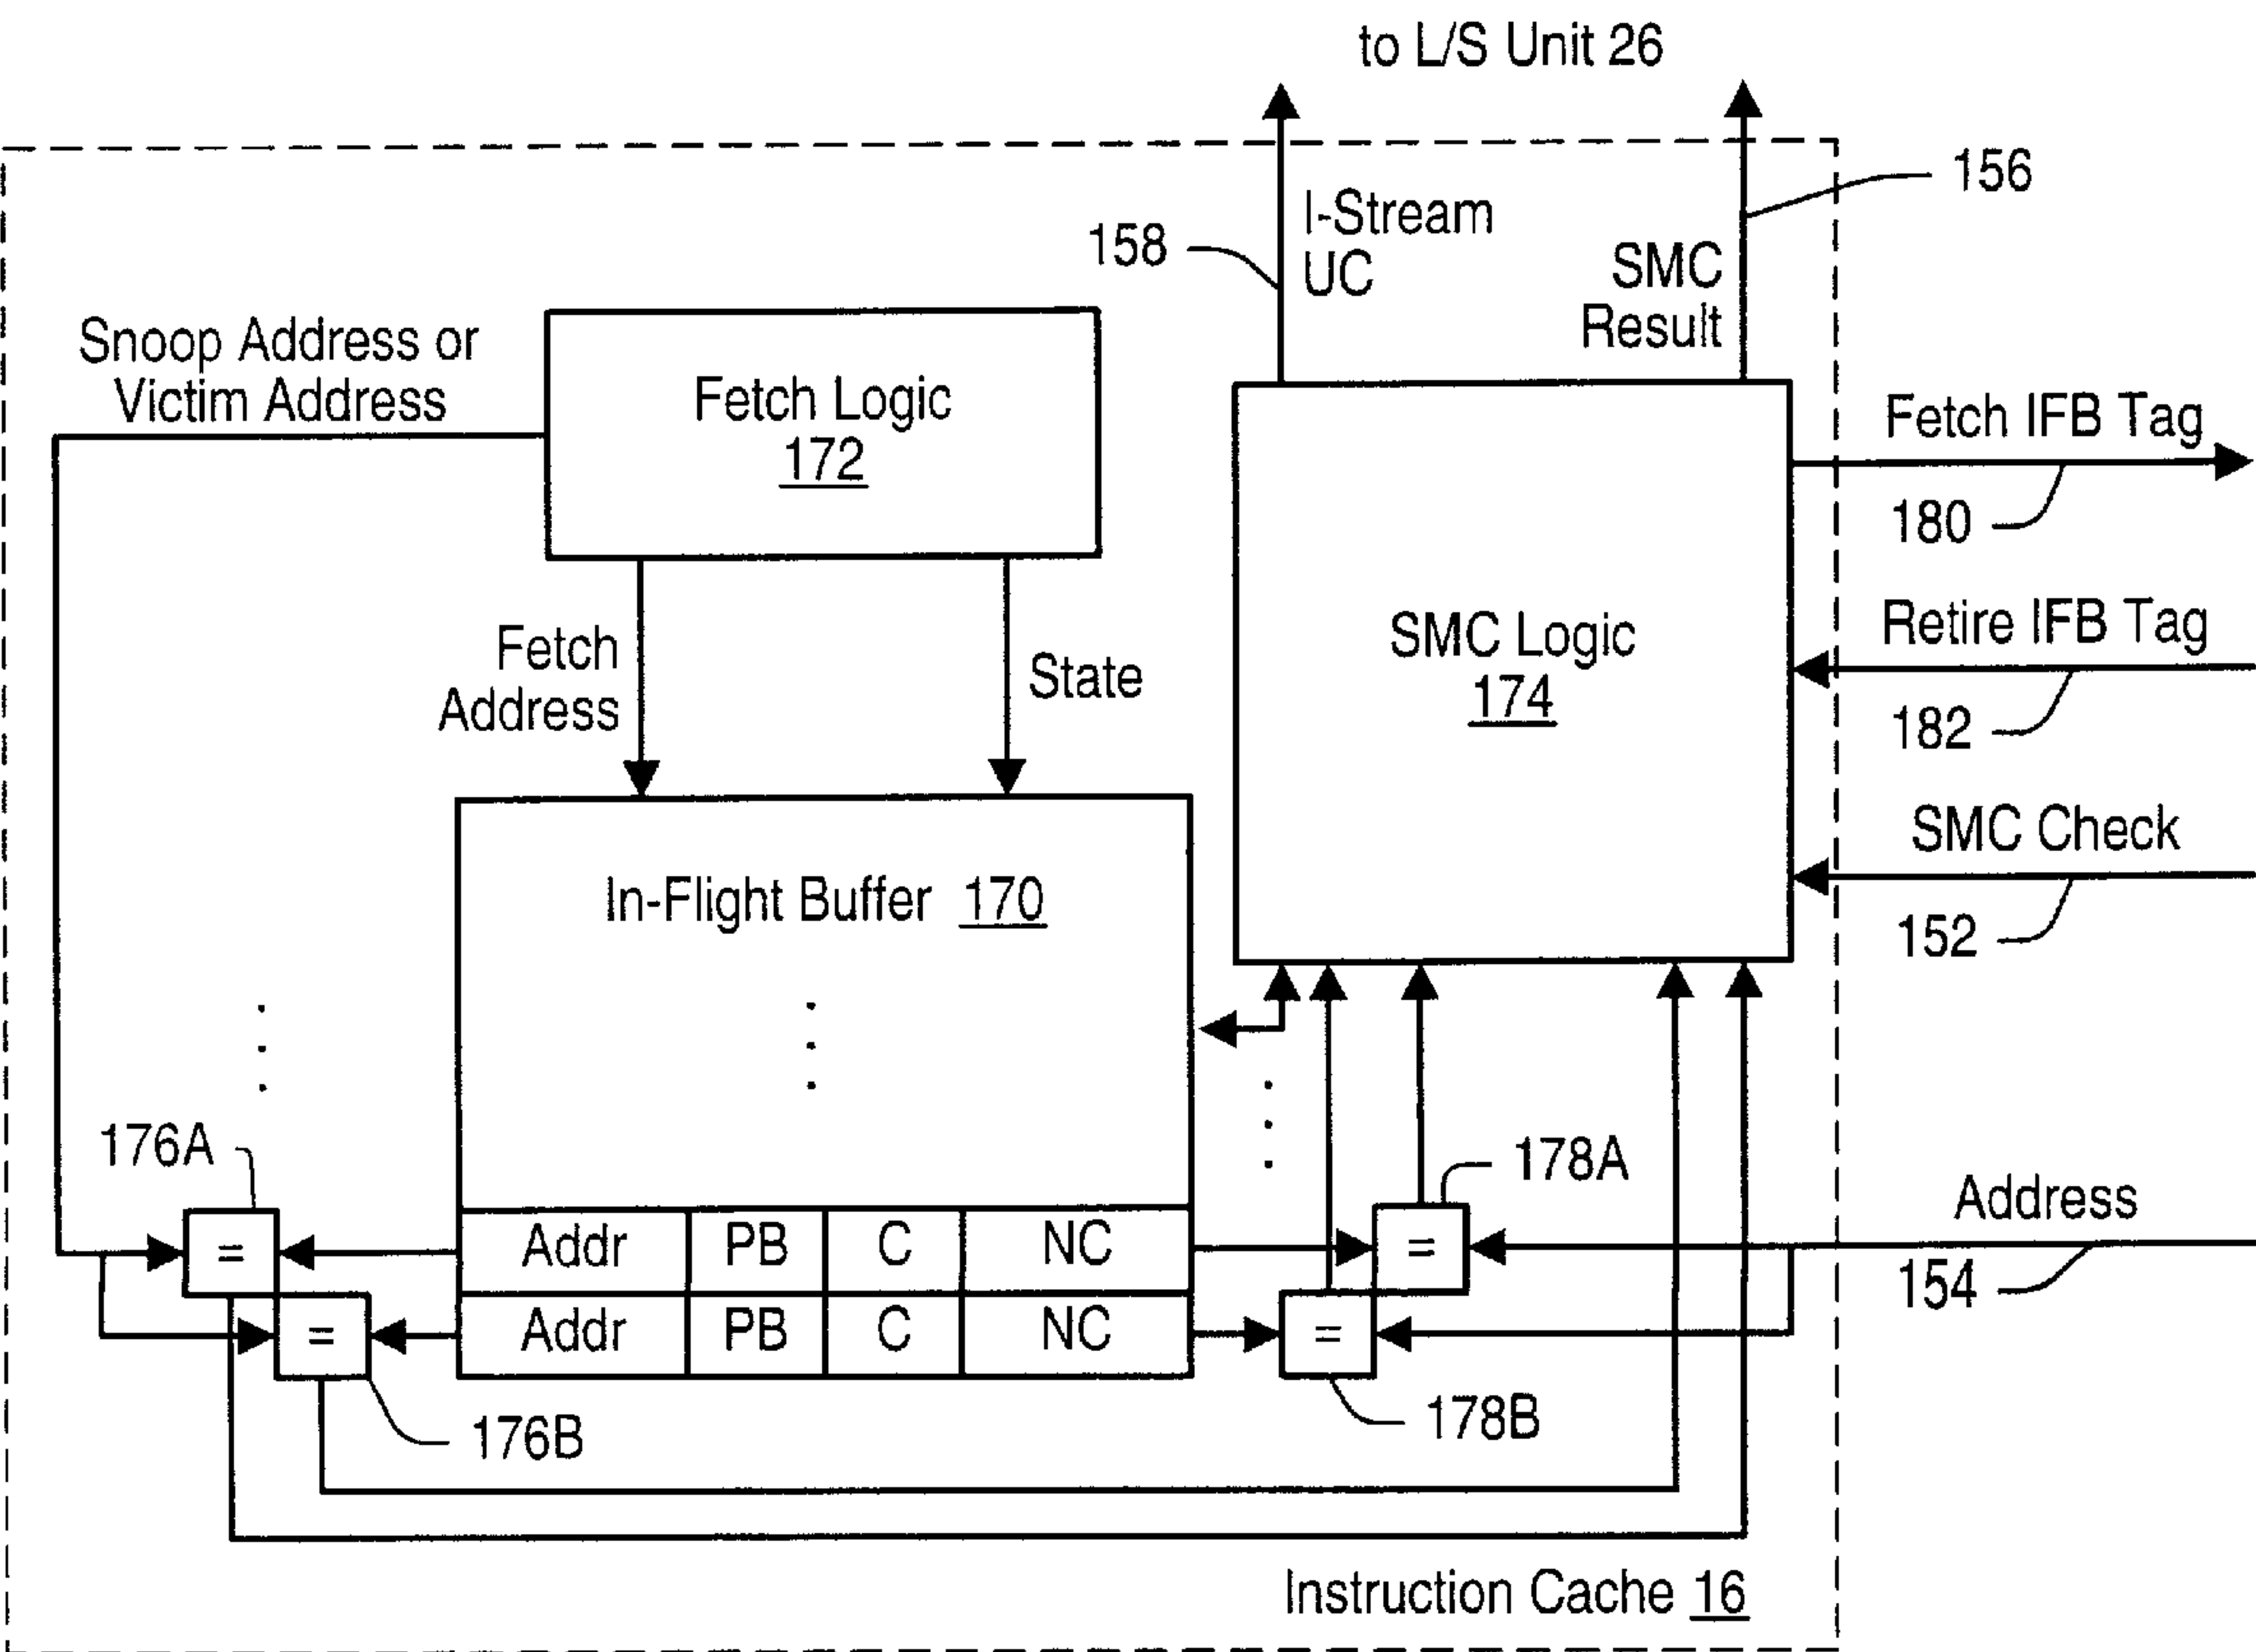 to L/S Unit 26
156
158
I-Stream
UC
SMC
Result
Snoop Address or
Victim Address
Fetch Logic
172
Fetch IFB Tag
180
Fetch
Address
State
SMC Logic
174
Retire IFB Tag
182
SMC Check
152
In-Flight Buffer 170
.
.
.
.
.
.
.
.
.
176A
178A
Address
154
= Addr PB C NC =
= Addr PB C NC =
176B
178B
Instruction Cache 16